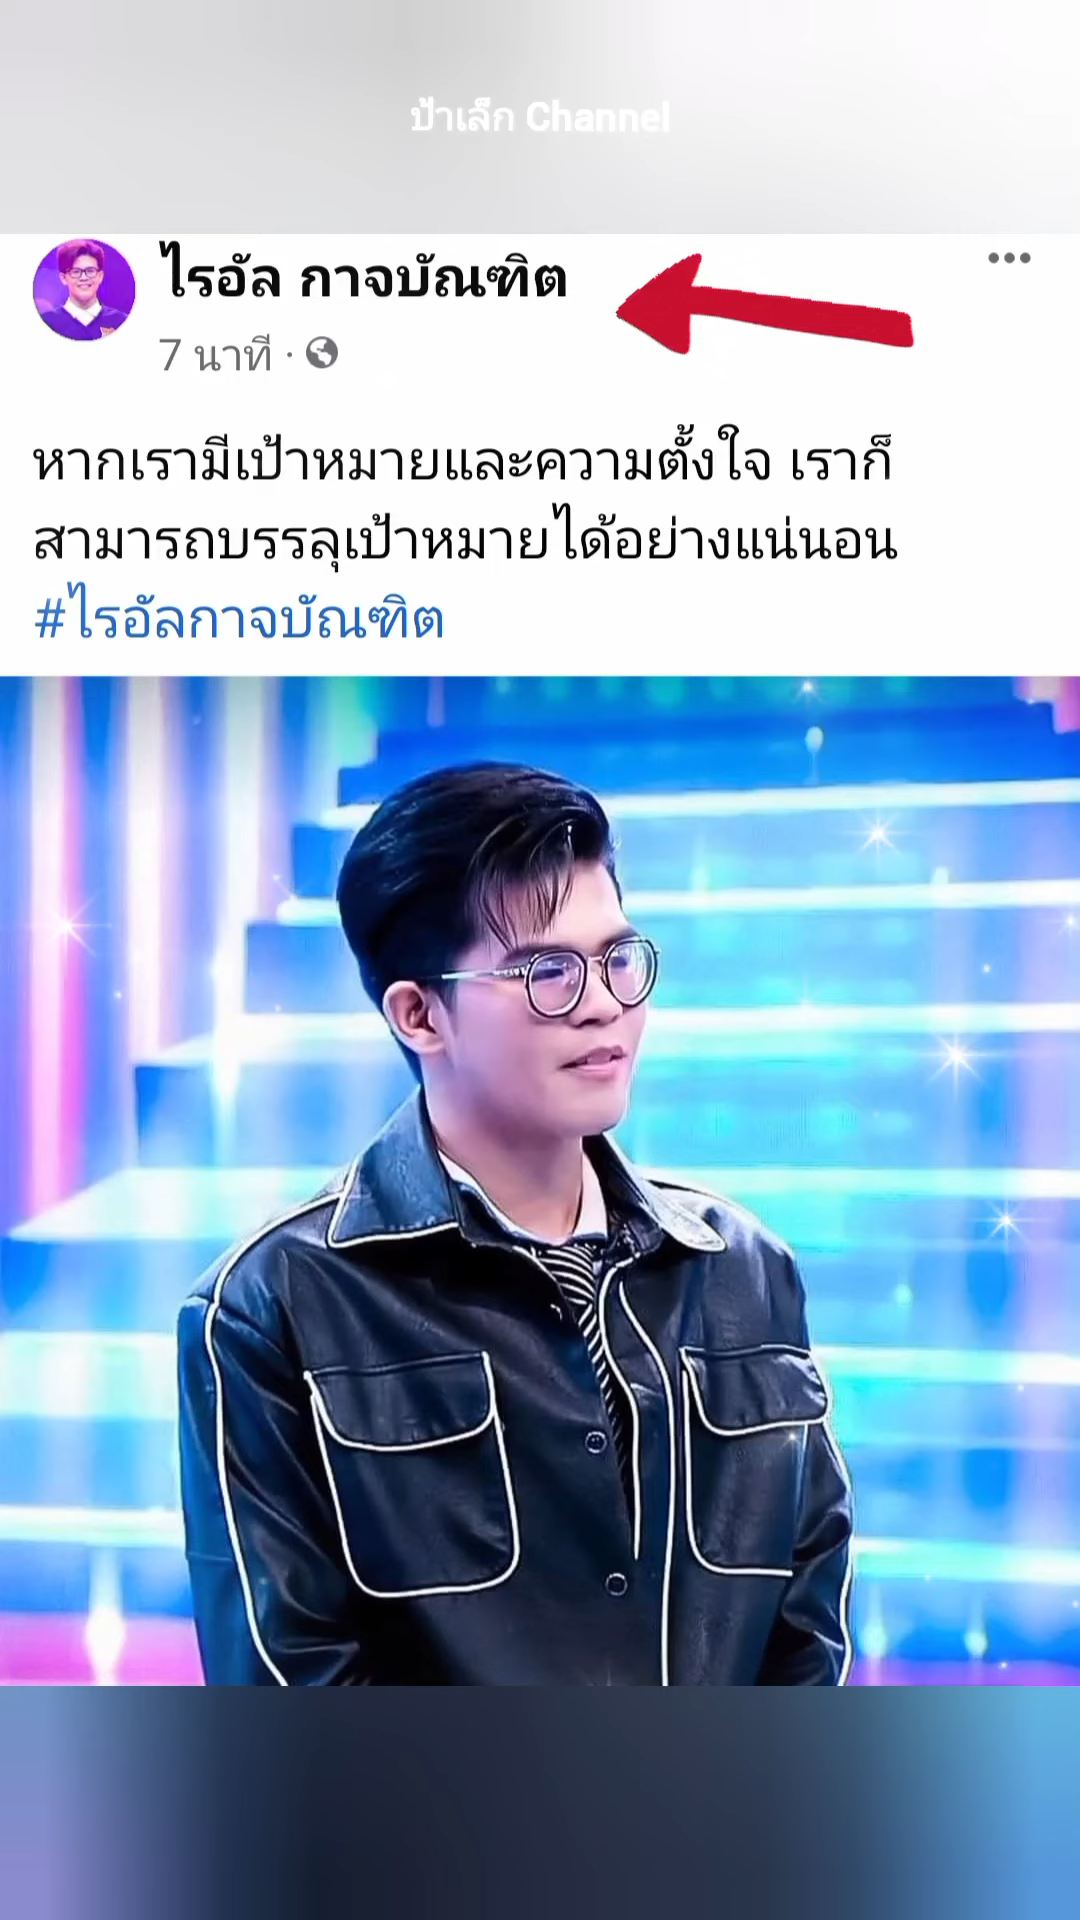 ป้าเล็ก Channel
ไรอัล กาจบัณฑิต
7 นาที ·
หากเรามีเป้าหมายและความตั้งใจ เราก็
สามารถบรรลุเป้าหมายได้อย่างแน่นอน
#ไรอัลกาจบัณฑิต